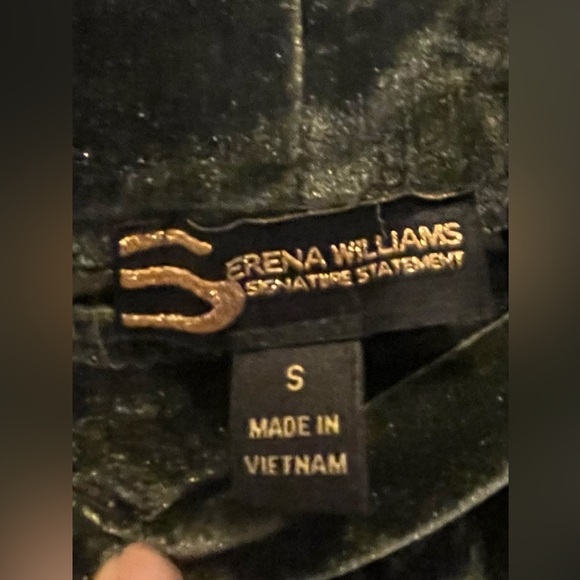 SERENA WILLIAMS
SIGNATURE STATEMENT
S
MADE IN
VIETNAM